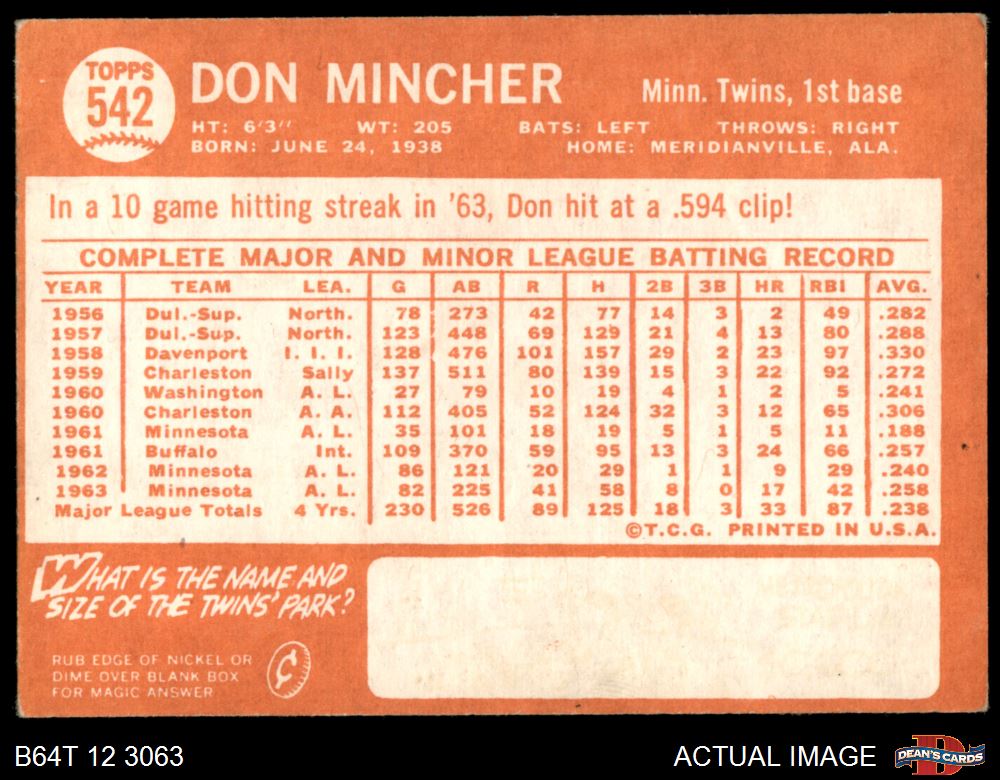 TOPPS
542
DON MINCHER
Minn. Twins, 1st base
HT: 6'3" WT: 205 BATS: LEFT THROWS: RIGHT
BORN: JUNE 24, 1938 HOME: MERIDIANVILLE, ALA.
In a 10 game hitting streak in '63, Don hit at a .594 clip!
COMPLETE MAJOR AND MINOR LEAGUE BATTING RECORD
YEAR TEAM LEA. G AB R H 2B 3B HR RBI AVG.
1956 Dul.-Sup. North. 78 273 42 77 14 3 2 49 .282
1957 Dul.-Sup. North. 123 448 69 129 21 4 13 80 .288
1958 Davenport I. I. I. 128 476 101 157 29 2 23 97 .330
1959 Charleston Sally 137 511 80 139 15 3 22 92 .272
1960 Washington A. L. 27 79 10 19 4 1 2 5 .241
1960 Charleston A. A. 112 405 52 124 32 3 12 65 .306
1961 Minnesota A. L. 35 101 18 19 5 1 5 11 .188
1961 Buffalo Int. 109 370 59 95 13 3 24 66 .257
1962 Minnesota A. L. 86 121 20 29 1 1 9 29 .240
1963 Minnesota A. L. 82 225 41 58 8 0 17 42 .258
Major League Totals 4 Yrs. 230 526 89 125 18 3 33 87 .238
©T.C.G. PRINTED IN U.S.A.
WHAT IS THE NAME AND
SIZE OF THE TWINS' PARK?
RUB EDGE OF NICKEL OR
DIME OVER BLANK BOX
FOR MAGIC ANSWER
¢
B64T 12 3063
ACTUAL IMAGE
D
DEAN'S CARDS